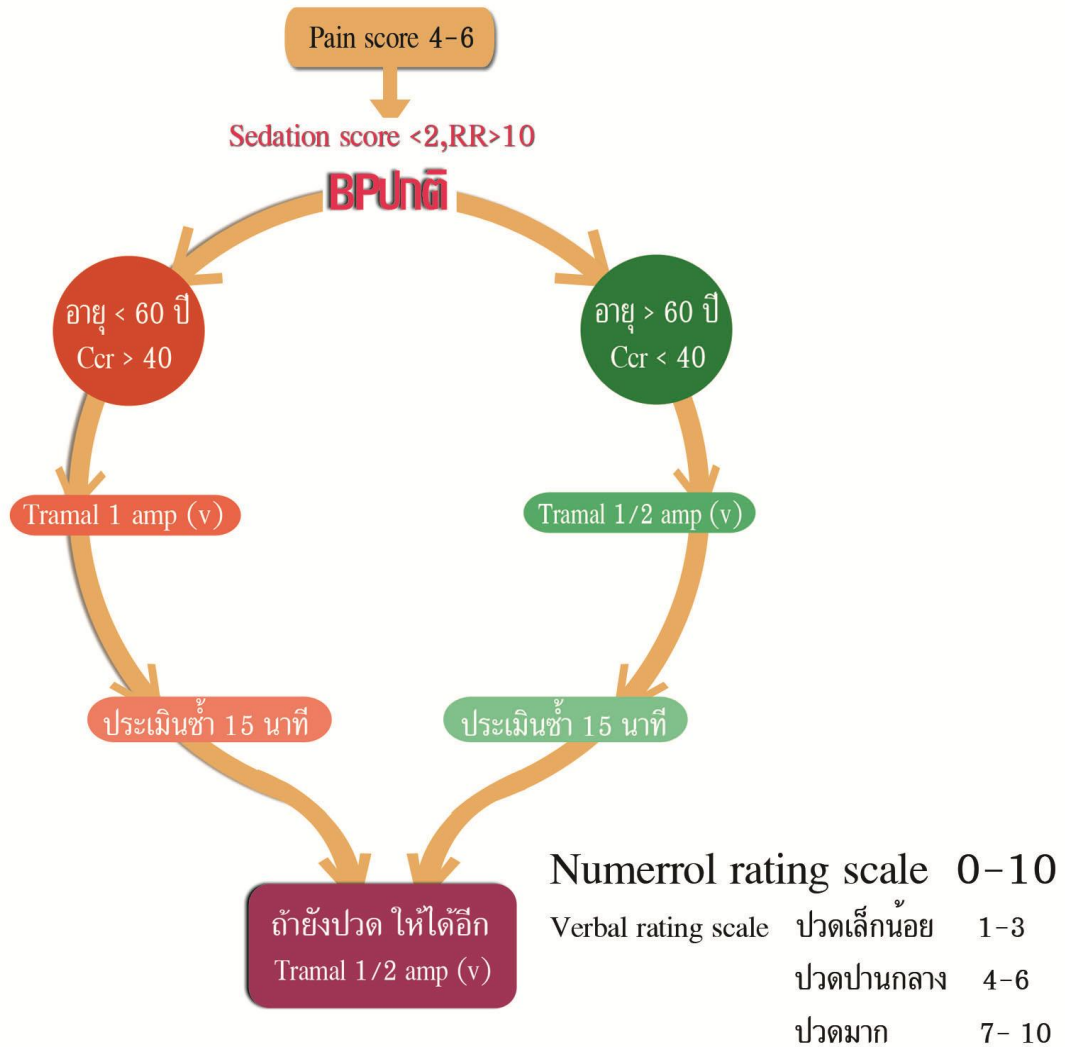 Pain score 4-6
Sedation score <2,RR>10
BPปกติ
อายุ < 60 ปี
Ccr > 40
อายุ > 60 ปี
Ccr < 40
Tramal 1 amp (v)
Tramal 1/2 amp (v)
ประเมินซ้ำ 15 นาที
ประเมินซ้ำ 15 นาที
ถ้ายังปวด ให้ได้อีก
Tramal 1/2 amp (v)
Numerrol rating scale 0-10
Verbal rating scale ปวดเล็กน้อย 1-3
ปวดปานกลาง 4-6
ปวดมาก 7- 10